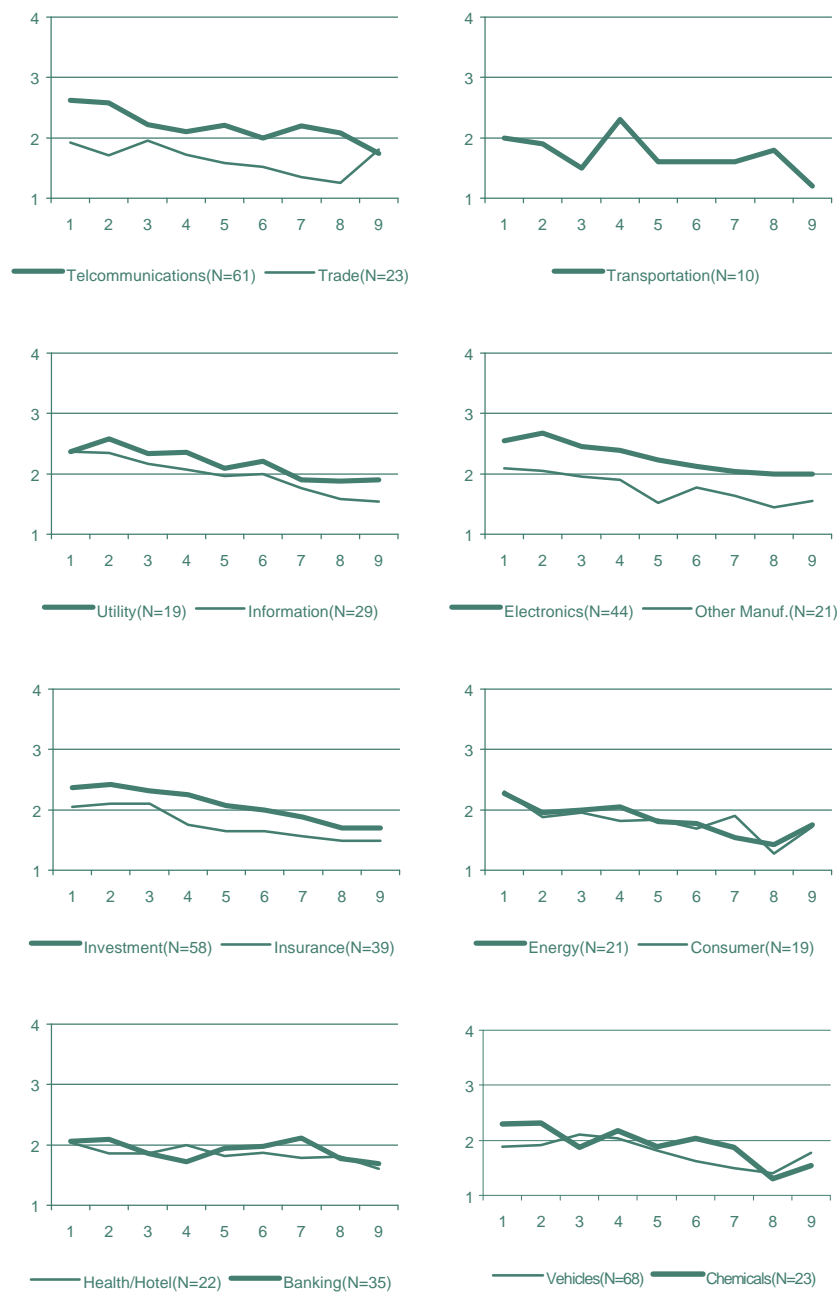 4
3
2
1
1 2 3 4 5 6 7 8 9
Telcommunications(N=61) Trade(N=23)
4
3
2
1
1 2 3 4 5 6 7 8 9
Transportation(N=10)
4
3
2
1
1 2 3 4 5 6 7 8 9
Utility(N=19) Information(N=29)
4
3
2
1
1 2 3 4 5 6 7 8 9
Electronics(N=44) Other Manuf.(N=21)
4
3
2
1
1 2 3 4 5 6 7 8 9
Investment(N=58) Insurance(N=39)
4
3
2
1
1 2 3 4 5 6 7 8 9
Energy(N=21) Consumer(N=19)
4
3
2
1
1 2 3 4 5 6 7 8 9
Health/Hotel(N=22) Banking(N=35)
4
3
2
1
1 2 3 4 5 6 7 8 9
Vehicles(N=68) Chemicals(N=23)